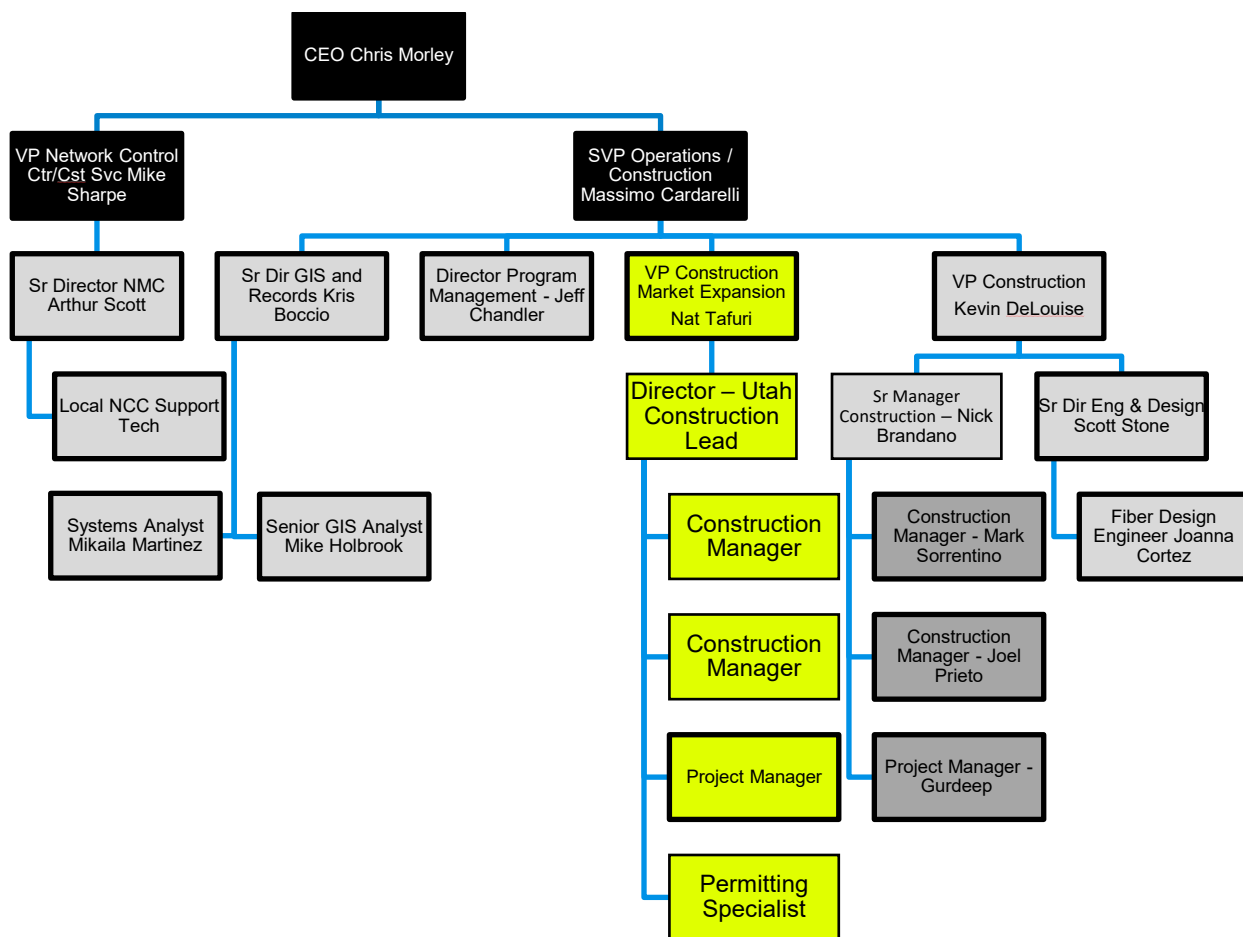 CEO Chris Morley
VP Network Control
Ctr/Cst Svc Mike
Sharpe
SVP Operations /
Construction
Massimo Cardarelli
Sr Director NMC
Arthur Scott
Sr Dir GIS and
Records Kris
Boccio
Director Program
Management - Jeff
Chandler
VP Construction
Market Expansion
Nat Tafuri
VP Construction
Kevin DeLouise
Local NCC Support
Tech
Director – Utah
Construction
Lead
Sr Manager
Construction – Nick
Brandano
Sr Dir Eng & Design
Scott Stone
Systems Analyst
Mikaila Martinez
Senior GIS Analyst
Mike Holbrook
Construction
Manager
Construction
Manager - Mark
Sorrentino
Fiber Design
Engineer Joanna
Cortez
Construction
Manager
Construction
Manager - Joel
Prieto
Project Manager
Project Manager -
Gurdeep
Permitting
Specialist